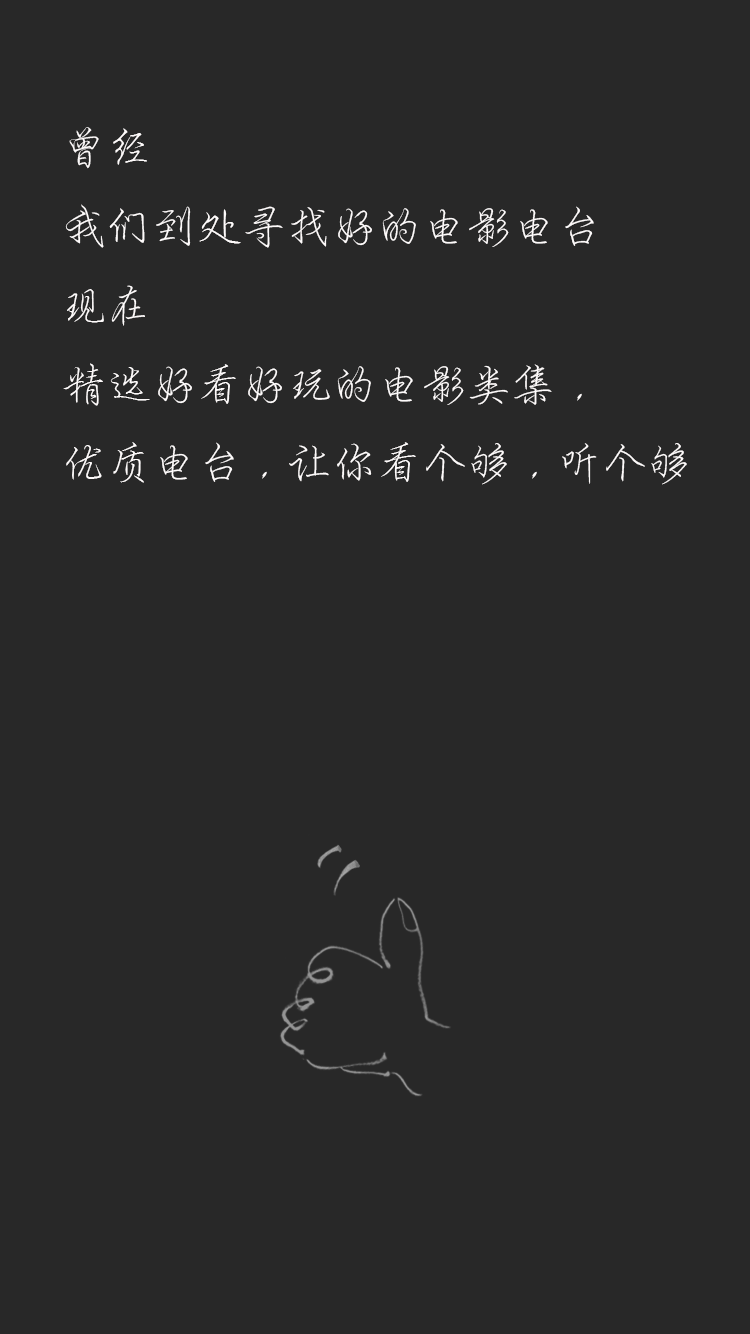 曾经
我们到处寻找好的电影电台
现在
精选好看好玩的电影类集，
优质电台，让你看个够，听个够